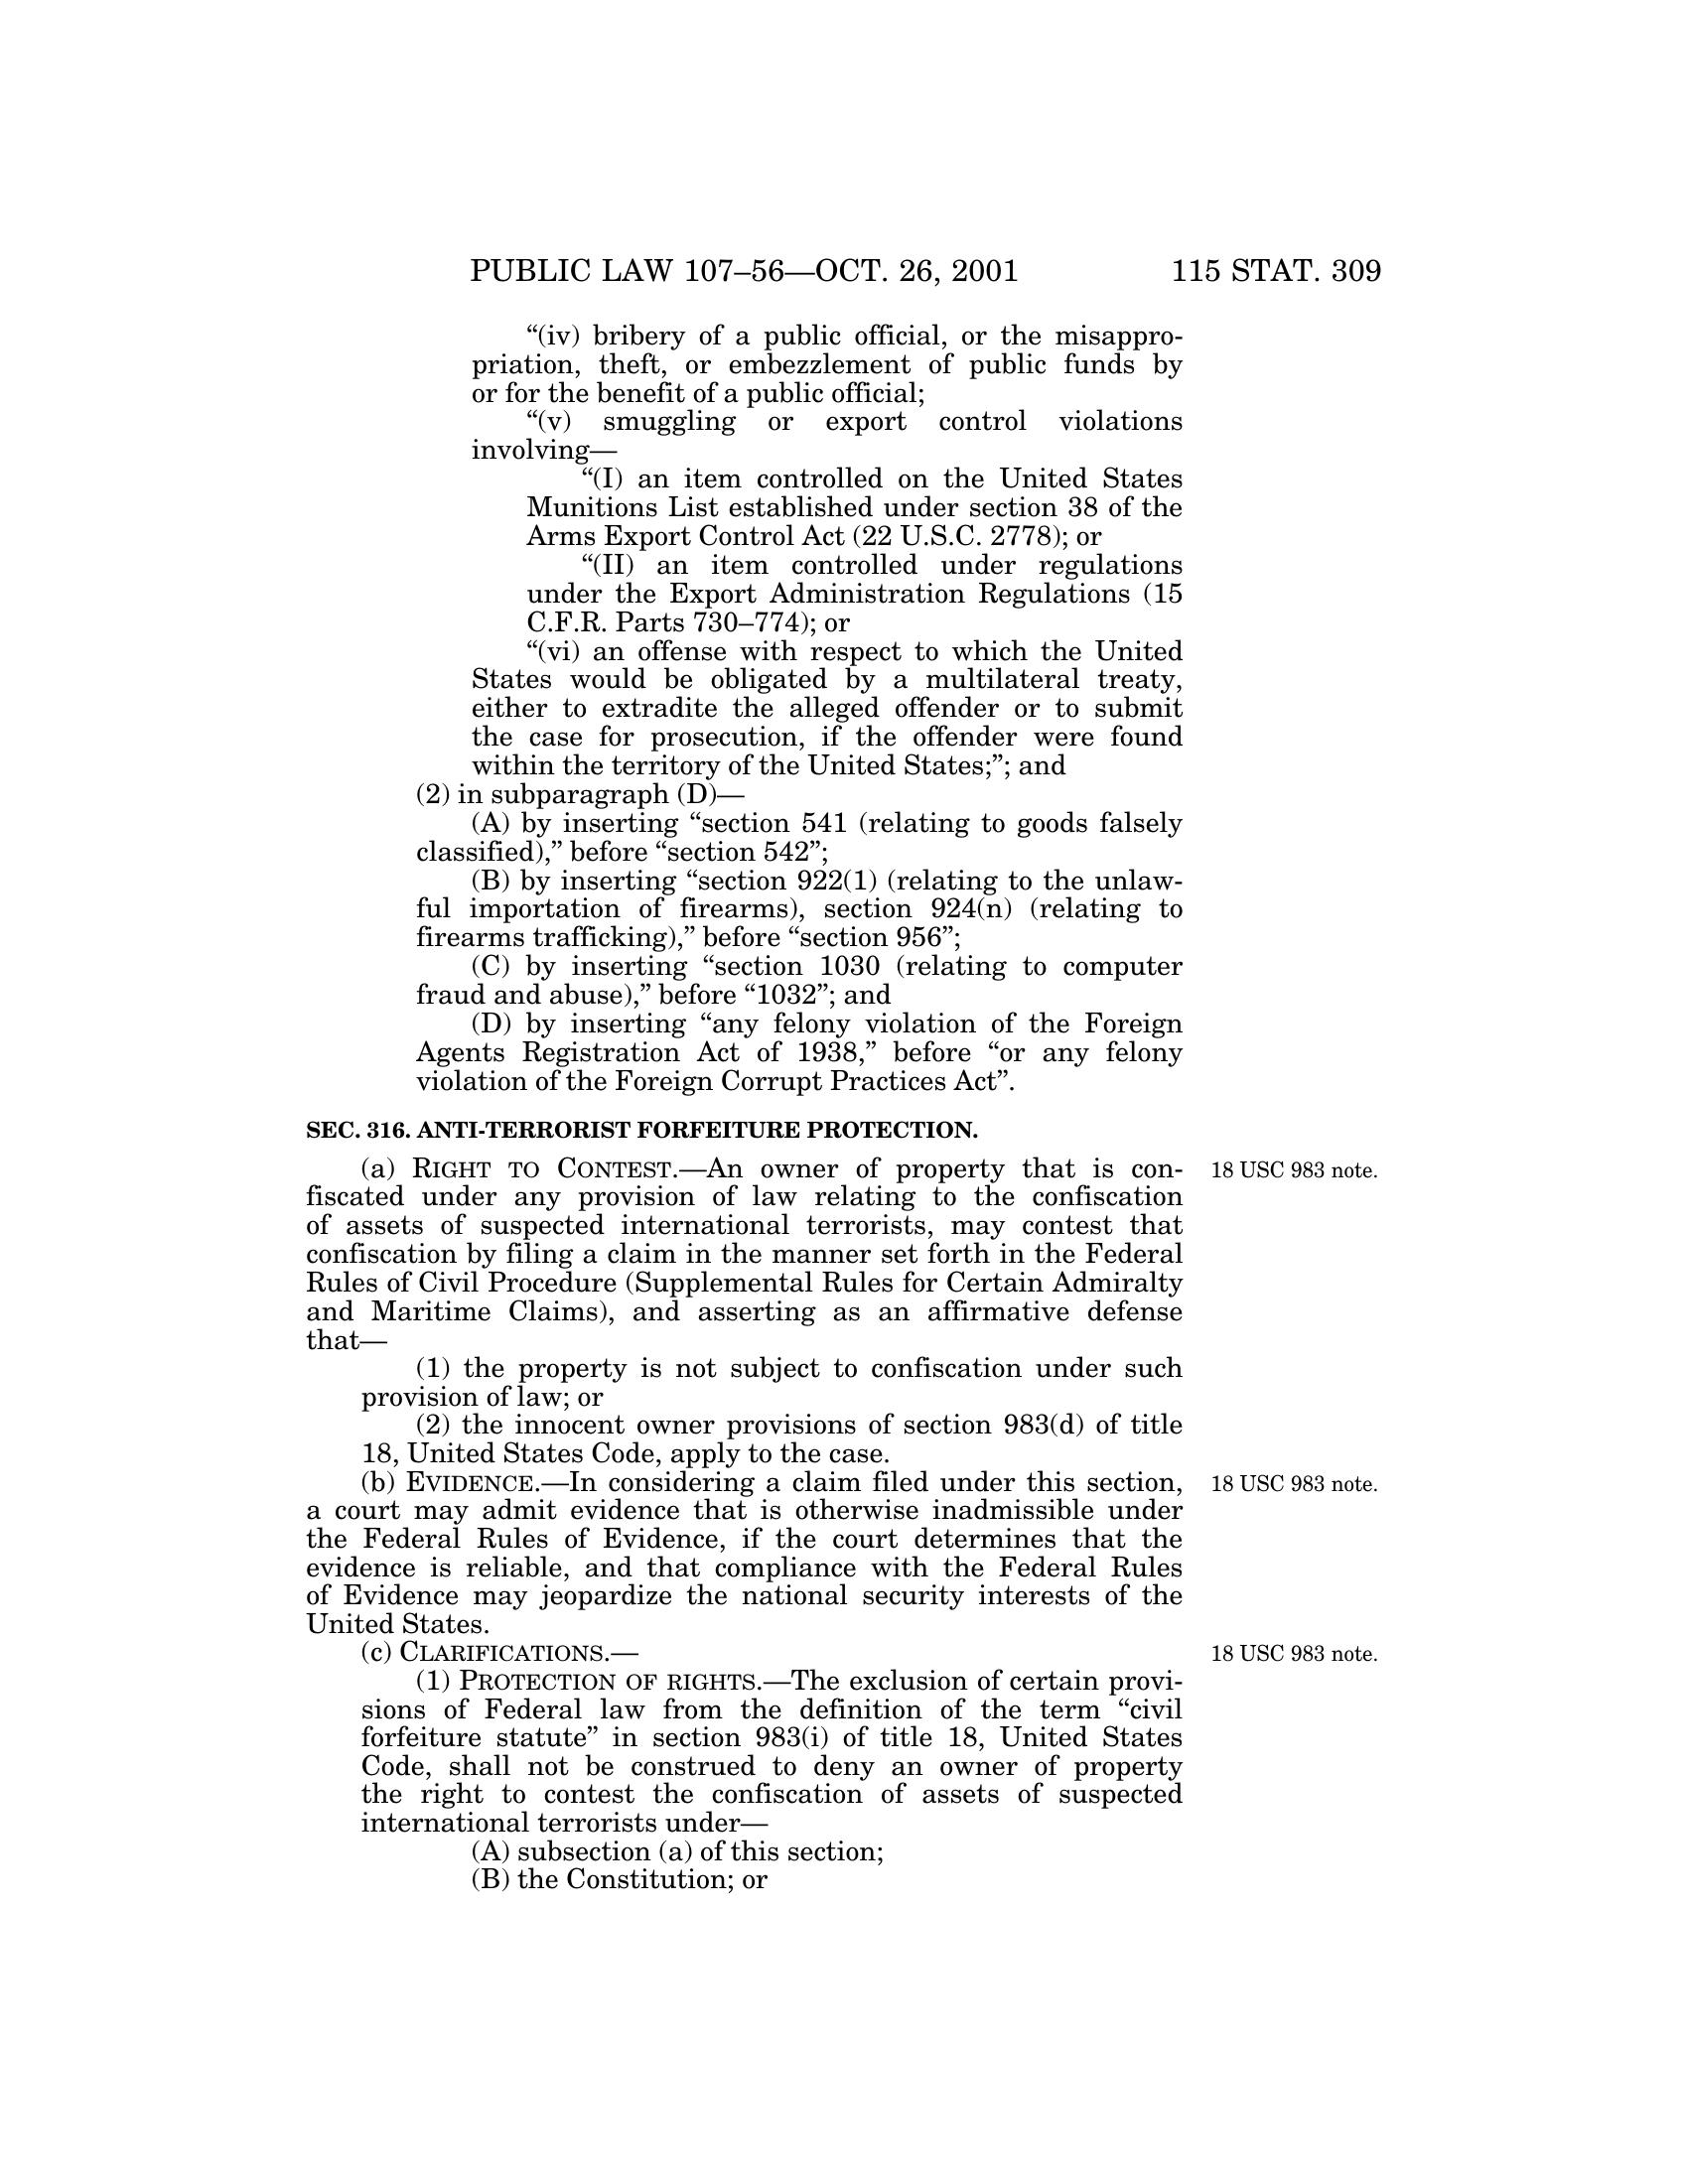 PUBLIC LAW 107–56—OCT. 26, 2001 115 STAT. 309
“(iv) bribery of a public official, or the misappro-
priation, theft, or embezzlement of public funds by
or for the benefit of a public official;
“(v) smuggling or export control violations
involving—
“(I) an item controlled on the United States
Munitions List established under section 38 of the
Arms Export Control Act (22 U.S.C. 2778); or
“(II) an item controlled under regulations
under the Export Administration Regulations (15
C.F.R. Parts 730–774); or
“(vi) an offense with respect to which the United
States would be obligated by a multilateral treaty,
either to extradite the alleged offender or to submit
the case for prosecution, if the offender were found
within the territory of the United States;”; and
(2) in subparagraph (D)—
(A) by inserting “section 541 (relating to goods falsely
classified),” before “section 542”;
(B) by inserting “section 922(1) (relating to the unlaw-
ful importation of firearms), section 924(n) (relating to
firearms trafficking),” before “section 956”;
(C) by inserting “section 1030 (relating to computer
fraud and abuse),” before “1032”; and
(D) by inserting “any felony violation of the Foreign
Agents Registration Act of 1938,” before “or any felony
violation of the Foreign Corrupt Practices Act”.
SEC. 316. ANTI-TERRORIST FORFEITURE PROTECTION.
(a) RIGHT TO CONTEST.—An owner of property that is con- 18 USC 983 note.
fiscated under any provision of law relating to the confiscation
of assets of suspected international terrorists, may contest that
confiscation by filing a claim in the manner set forth in the Federal
Rules of Civil Procedure (Supplemental Rules for Certain Admiralty
and Maritime Claims), and asserting as an affirmative defense
that—
(1) the property is not subject to confiscation under such
provision of law; or
(2) the innocent owner provisions of section 983(d) of title
18, United States Code, apply to the case.
(b) EVIDENCE.—In considering a claim filed under this section, 18 USC 983 note.
a court may admit evidence that is otherwise inadmissible under
the Federal Rules of Evidence, if the court determines that the
evidence is reliable, and that compliance with the Federal Rules
of Evidence may jeopardize the national security interests of the
United States.
(c) CLARIFICATIONS.— 18 USC 983 note.
(1) PROTECTION OF RIGHTS.—The exclusion of certain provi-
sions of Federal law from the definition of the term “civil
forfeiture statute” in section 983(i) of title 18, United States
Code, shall not be construed to deny an owner of property
the right to contest the confiscation of assets of suspected
international terrorists under—
(A) subsection (a) of this section;
(B) the Constitution; or